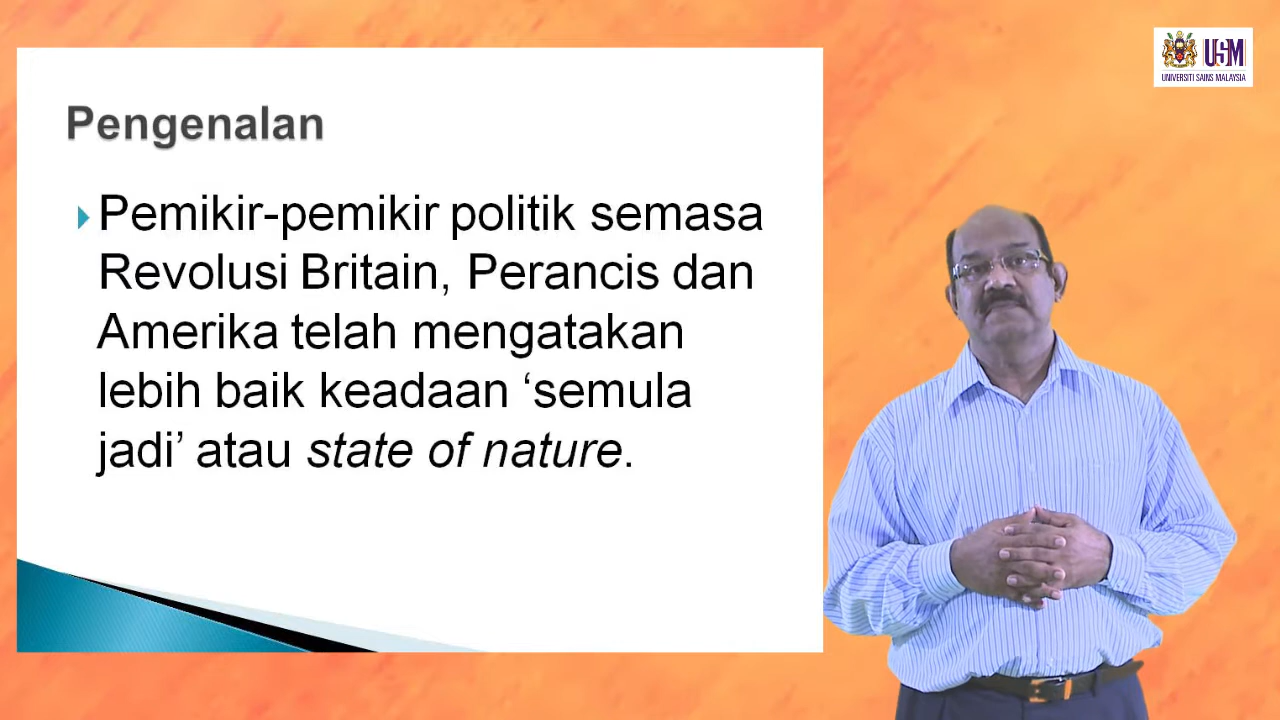 USM
UNIVERSITI SAINS MALAYSIA
Pengenalan
Pemikir-pemikir politik semasa
Revolusi Britain, Perancis dan
Amerika telah mengatakan
lebih baik keadaan ‘semula
jadi’ atau state of nature.